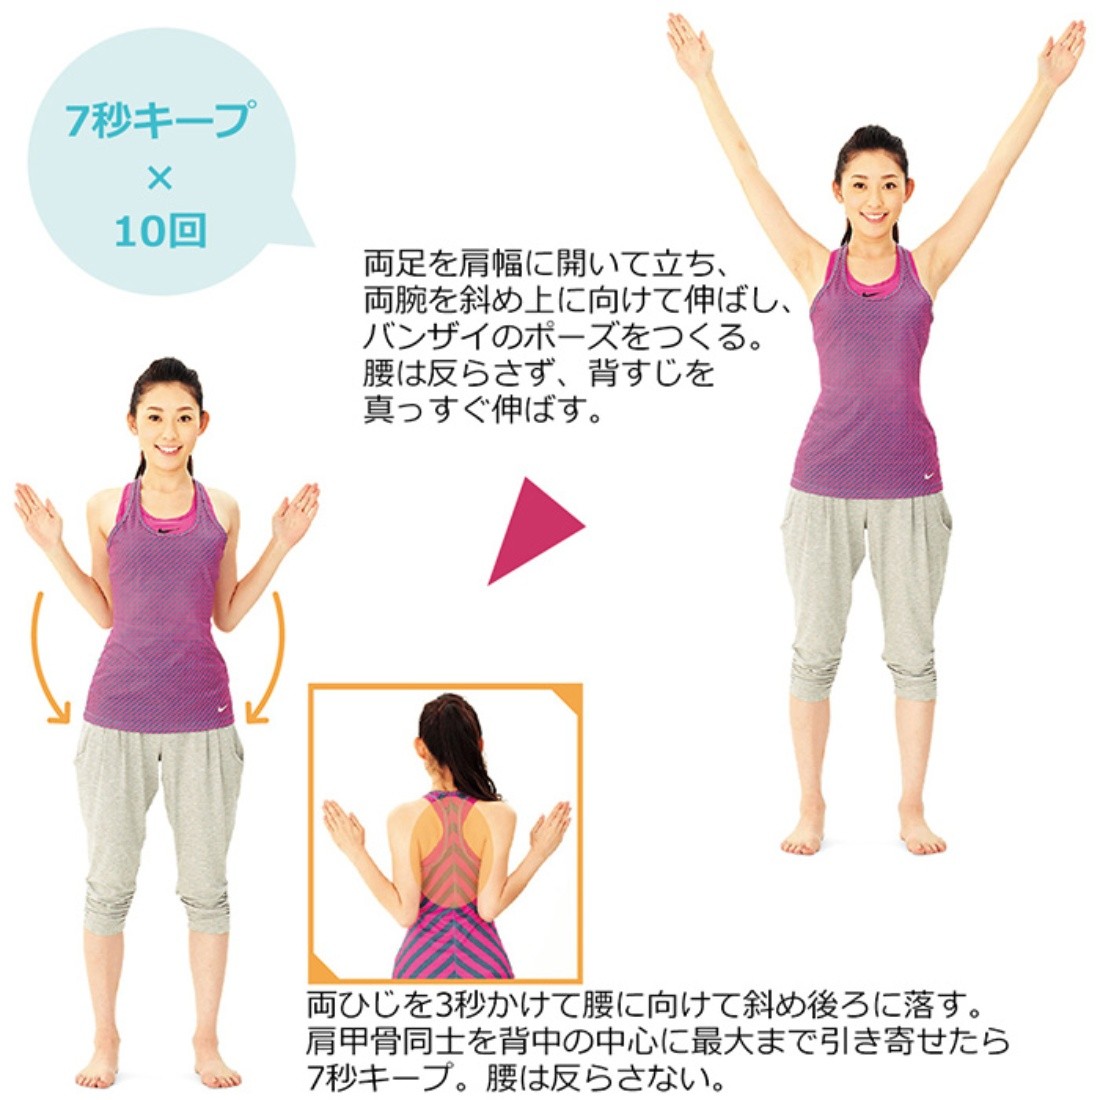 7秒キープ
×
10回
両足を肩幅に開いて立ち、
両腕を斜め上に向けて伸ばし、
バンザイのポーズをつくる。
腰は反らさず、背すじを
真っすぐ伸ばす。
両ひじを3秒かけて腰に向けて斜め後ろに落す。
肩甲骨同士を背中の中心に最大まで引き寄せたら
7秒キープ。腰は反らさない。